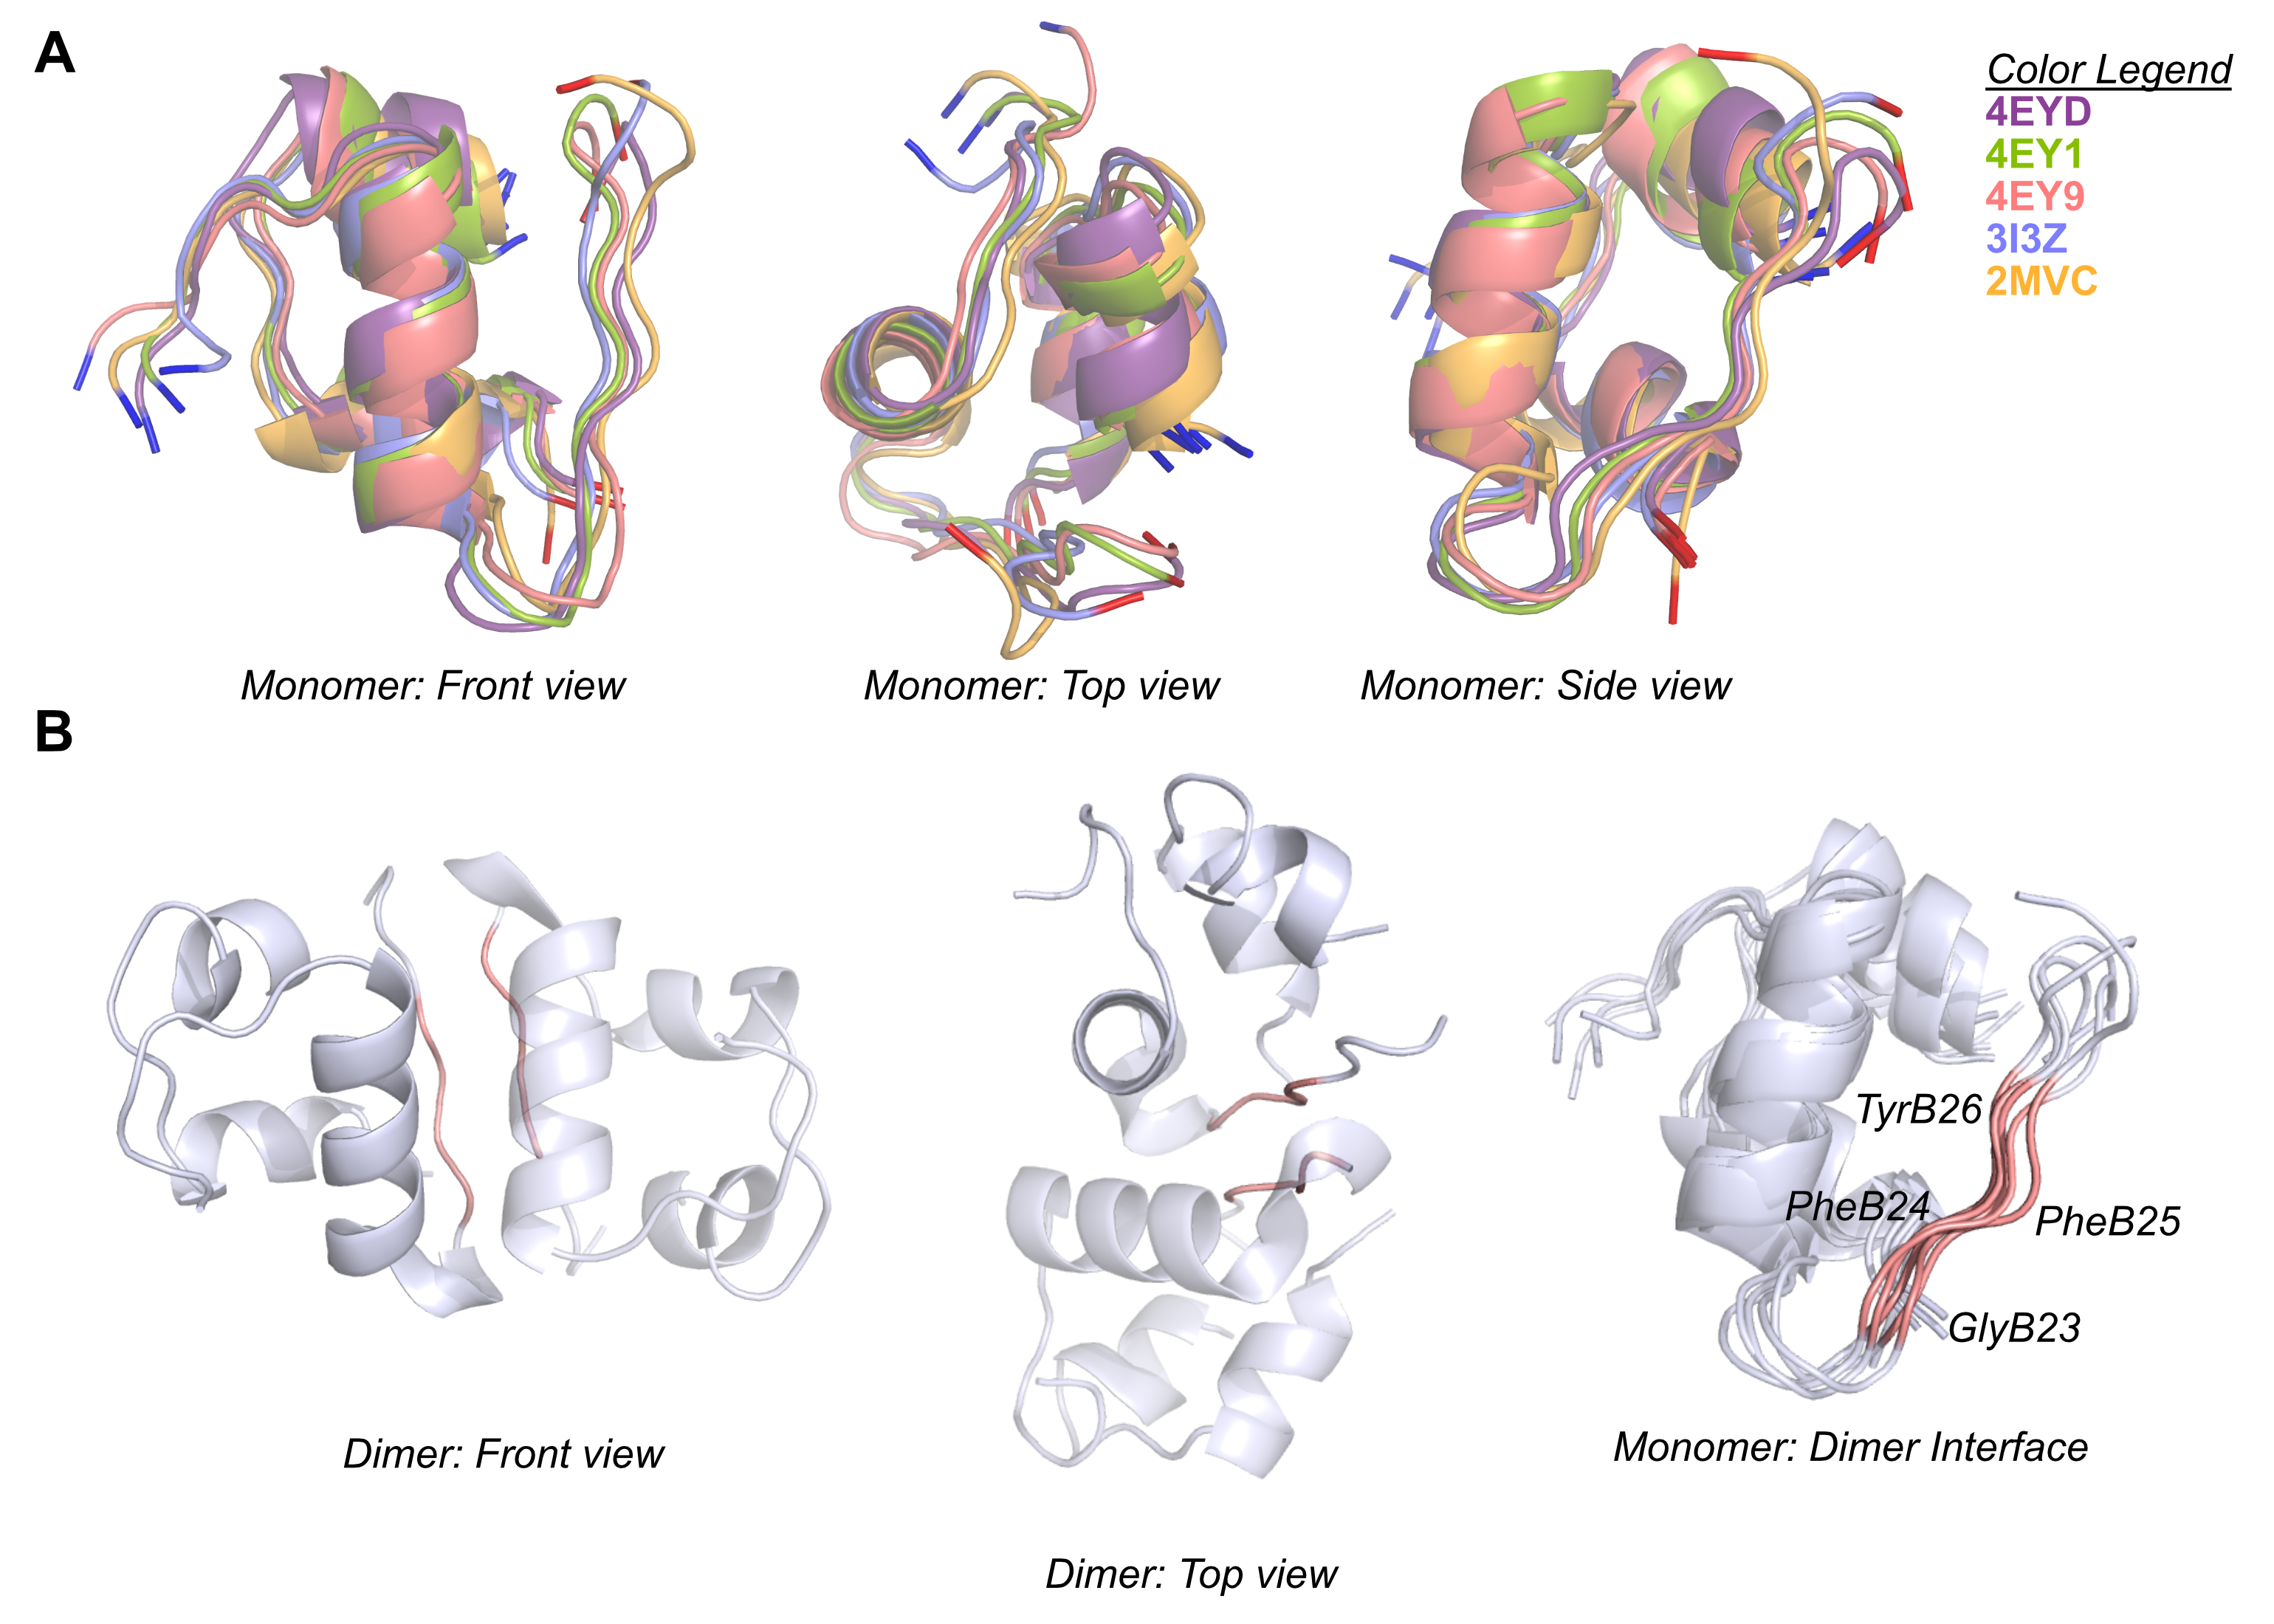 A
Color Legend
4EYD
4EY1
4EY9
3I3Z
2MVC
Monomer: Front view
Monomer: Top view
Monomer: Side view
B
TyrB26
PheB24
PheB25
GlyB23
Dimer: Front view
Monomer: Dimer Interface
Dimer: Top view